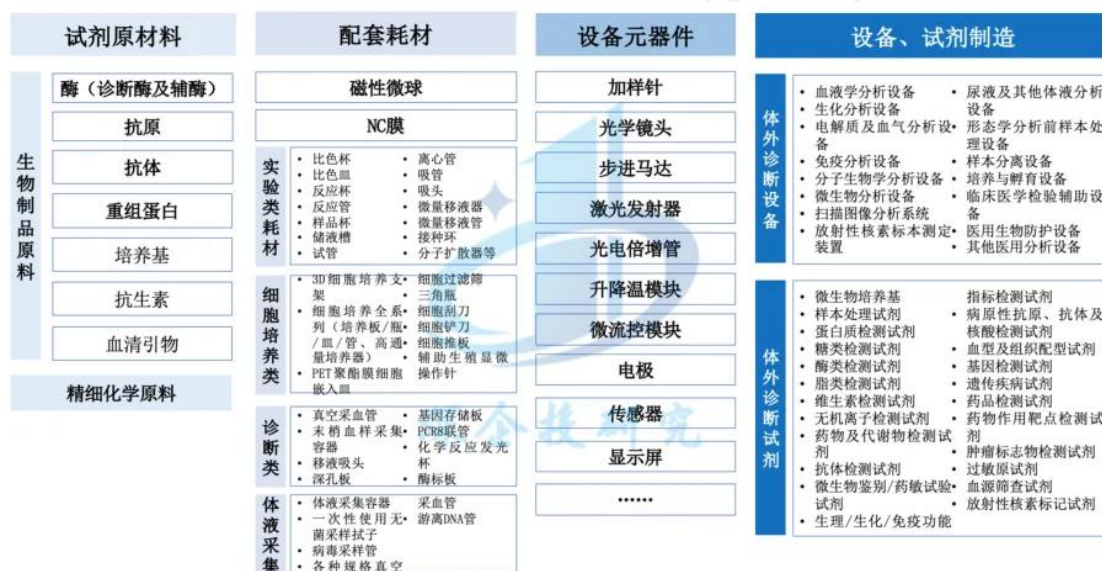 试剂原材料
生物制品原料
酶（诊断酶及辅酶）
抗原
抗体
重组蛋白
培养基
抗生素
血清引物
精细化学原料
配套耗材
磁性微球
NC膜
实验类耗材
• 比色杯
• 比色皿
• 反应杯
• 反应管
• 样品杯
• 储液槽
• 试管
• 离心管
• 吸管
• 吸头
• 微量移液器
• 微量移液管
• 接种环
• 分子扩散器等
细胞培养类
• 3D细胞培养支
架
• 细胞培养全系
列（培养板/瓶
/皿/管、高通
量培养器）
• PET聚酯膜细胞
嵌入皿
• 细胞过滤筛
• 三角瓶
• 细胞刮刀
• 细胞铲刀
• 细胞推板
• 辅助生殖显微
操作针
诊断类
• 真空采血管
• 末梢血样采集
容器
• 移液吸头
• 深孔板
• 基因存储板
• PCR8联管
• 化学反应发光
杯
• 酶标板
体液采集
• 体液采集容器
• 一次性使用无
菌采样拭子
• 病毒采样管
• 各种规格真空
采血管
• 游离DNA管
设备元器件
加样针
光学镜头
步进马达
激光发射器
光电倍增管
升降温模块
微流控模块
电极
传感器
显示屏
……
设备、试剂制造
体外诊断设备
• 血液学分析设备
• 生化分析设备
• 电解质及血气分析设
备
• 免疫分析设备
• 分子生物学分析设备
• 微生物分析设备
• 扫描图像分析系统
• 放射性核素标本测定
装置
• 尿液及其他体液分析
设备
• 形态学分析前样本处
理设备
• 样本分离设备
• 培养与孵育设备
• 临床医学检验辅助设
备
• 医用生物防护设备
• 其他医用分析设备
体外诊断试剂
• 微生物培养基
• 样本处理试剂
• 蛋白质检测试剂
• 糖类检测试剂
• 酶类检测试剂
• 脂类检测试剂
• 维生素检测试剂
• 无机离子检测试剂
• 药物及代谢物检测试
剂
• 抗体检测试剂
• 微生物鉴别/药敏试验
试剂
• 生理/生化/免疫功能
指标检测试剂
• 病原性抗原、抗体及
核酸检测试剂
• 血型及组织配型试剂
• 基因检测试剂
• 遗传疾病试剂
• 药品检测试剂
• 药物作用靶点检测试
剂
• 肿瘤标志物检测试剂
• 过敏原试剂
• 血源筛查试剂
• 放射性核素标记试剂